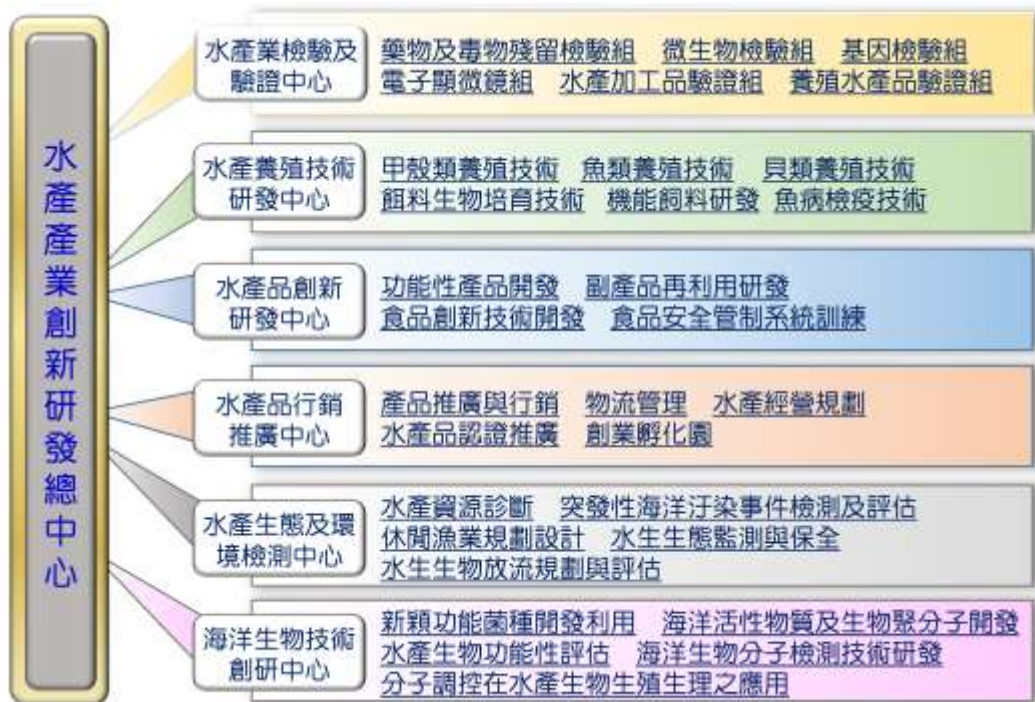 水產產業創新研發總中心
水產業檢驗及
驗證中心
藥物及毒物殘留檢驗組 微生物檢驗組 基因檢驗組
電子顯微鏡組 水產加工品驗證組 養殖水產品驗證組
水產養殖技術
研發中心
甲殼類養殖技術 魚類養殖技術 貝類養殖技術
餌料生物培育技術 機能飼料研發 魚病檢疫技術
水產品創新
研發中心
功能性產品開發 副產品再利用研發
食品創新技術開發 食品安全管制系統訓練
水產品行銷
推廣中心
產品推廣與行銷 物流管理 水產經營規劃
水產品認證推廣 創業孵化園
水產生態及環
境檢測中心
水產資源診斷 突發性海洋汙染事件檢測及評估
休閒漁業規劃設計 水生生態監測與保全
水生生物放流規劃與評估
海洋生物技術
創研中心
新穎功能菌種開發利用 海洋活性物質及生物聚分子開發
水產生物功能性評估 海洋生物分子檢測技術研發
分子調控在水產生物生殖生理之應用